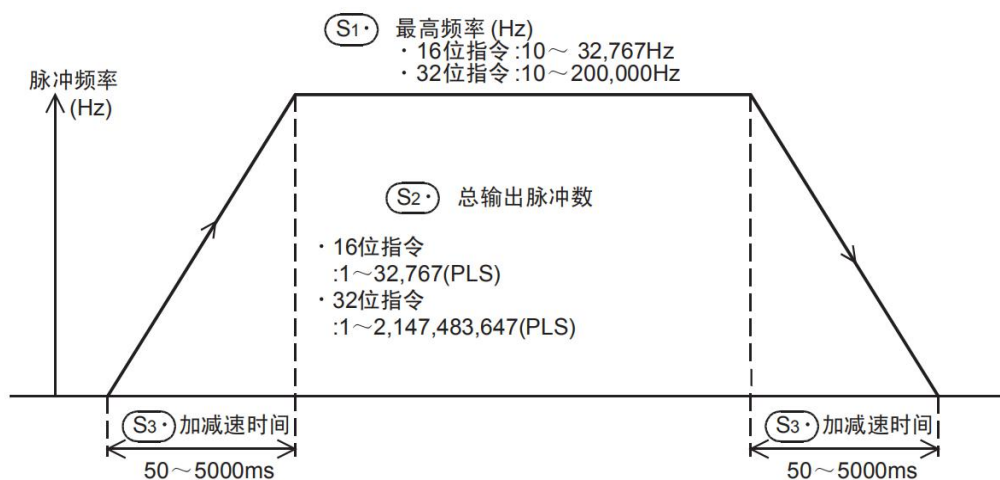 S1· 最高频率 (Hz)
· 16位指令 :10～ 32,767Hz
· 32位指令 :10～200,000Hz
脉冲频率
(Hz)
S2· 总输出脉冲数
· 16位指令
:1～32,767(PLS)
· 32位指令
:1～2,147,483,647(PLS)
S3· 加减速时间
50～5000ms
S3· 加减速时间
50～5000ms